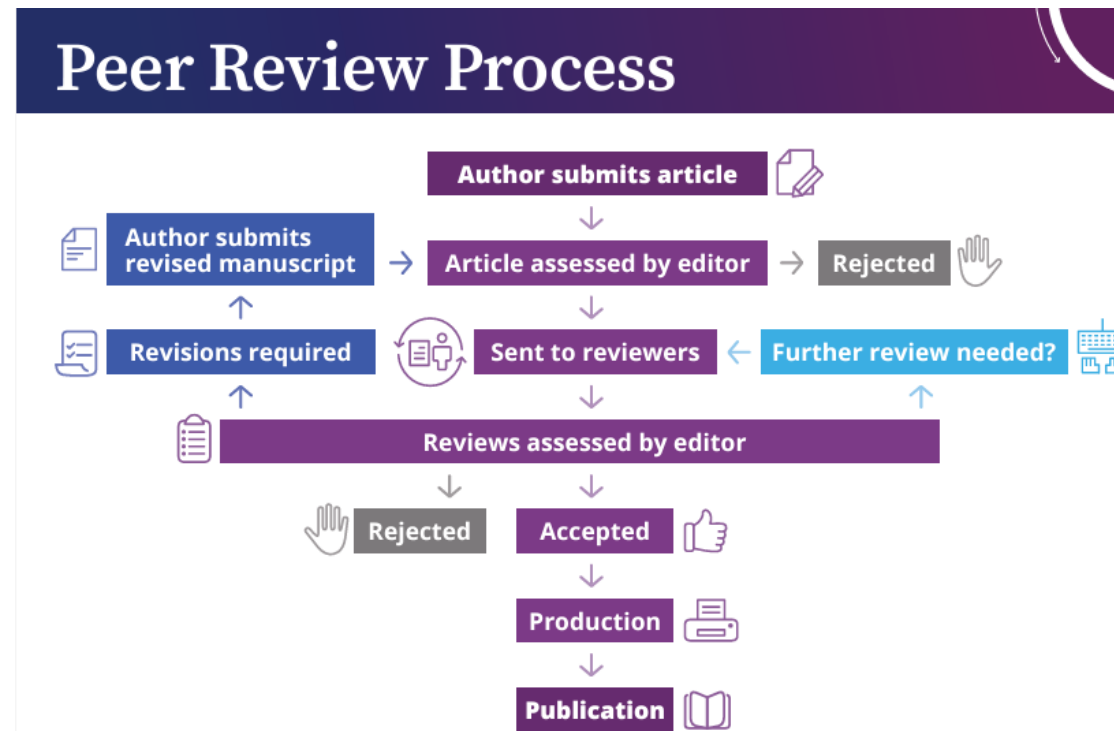 Peer Review Process
Author submits article
Author submits
revised manuscript
Article assessed by editor
Rejected
Revisions required
Sent to reviewers
Further review needed?
Reviews assessed by editor
Rejected
Accepted
Production
Publication